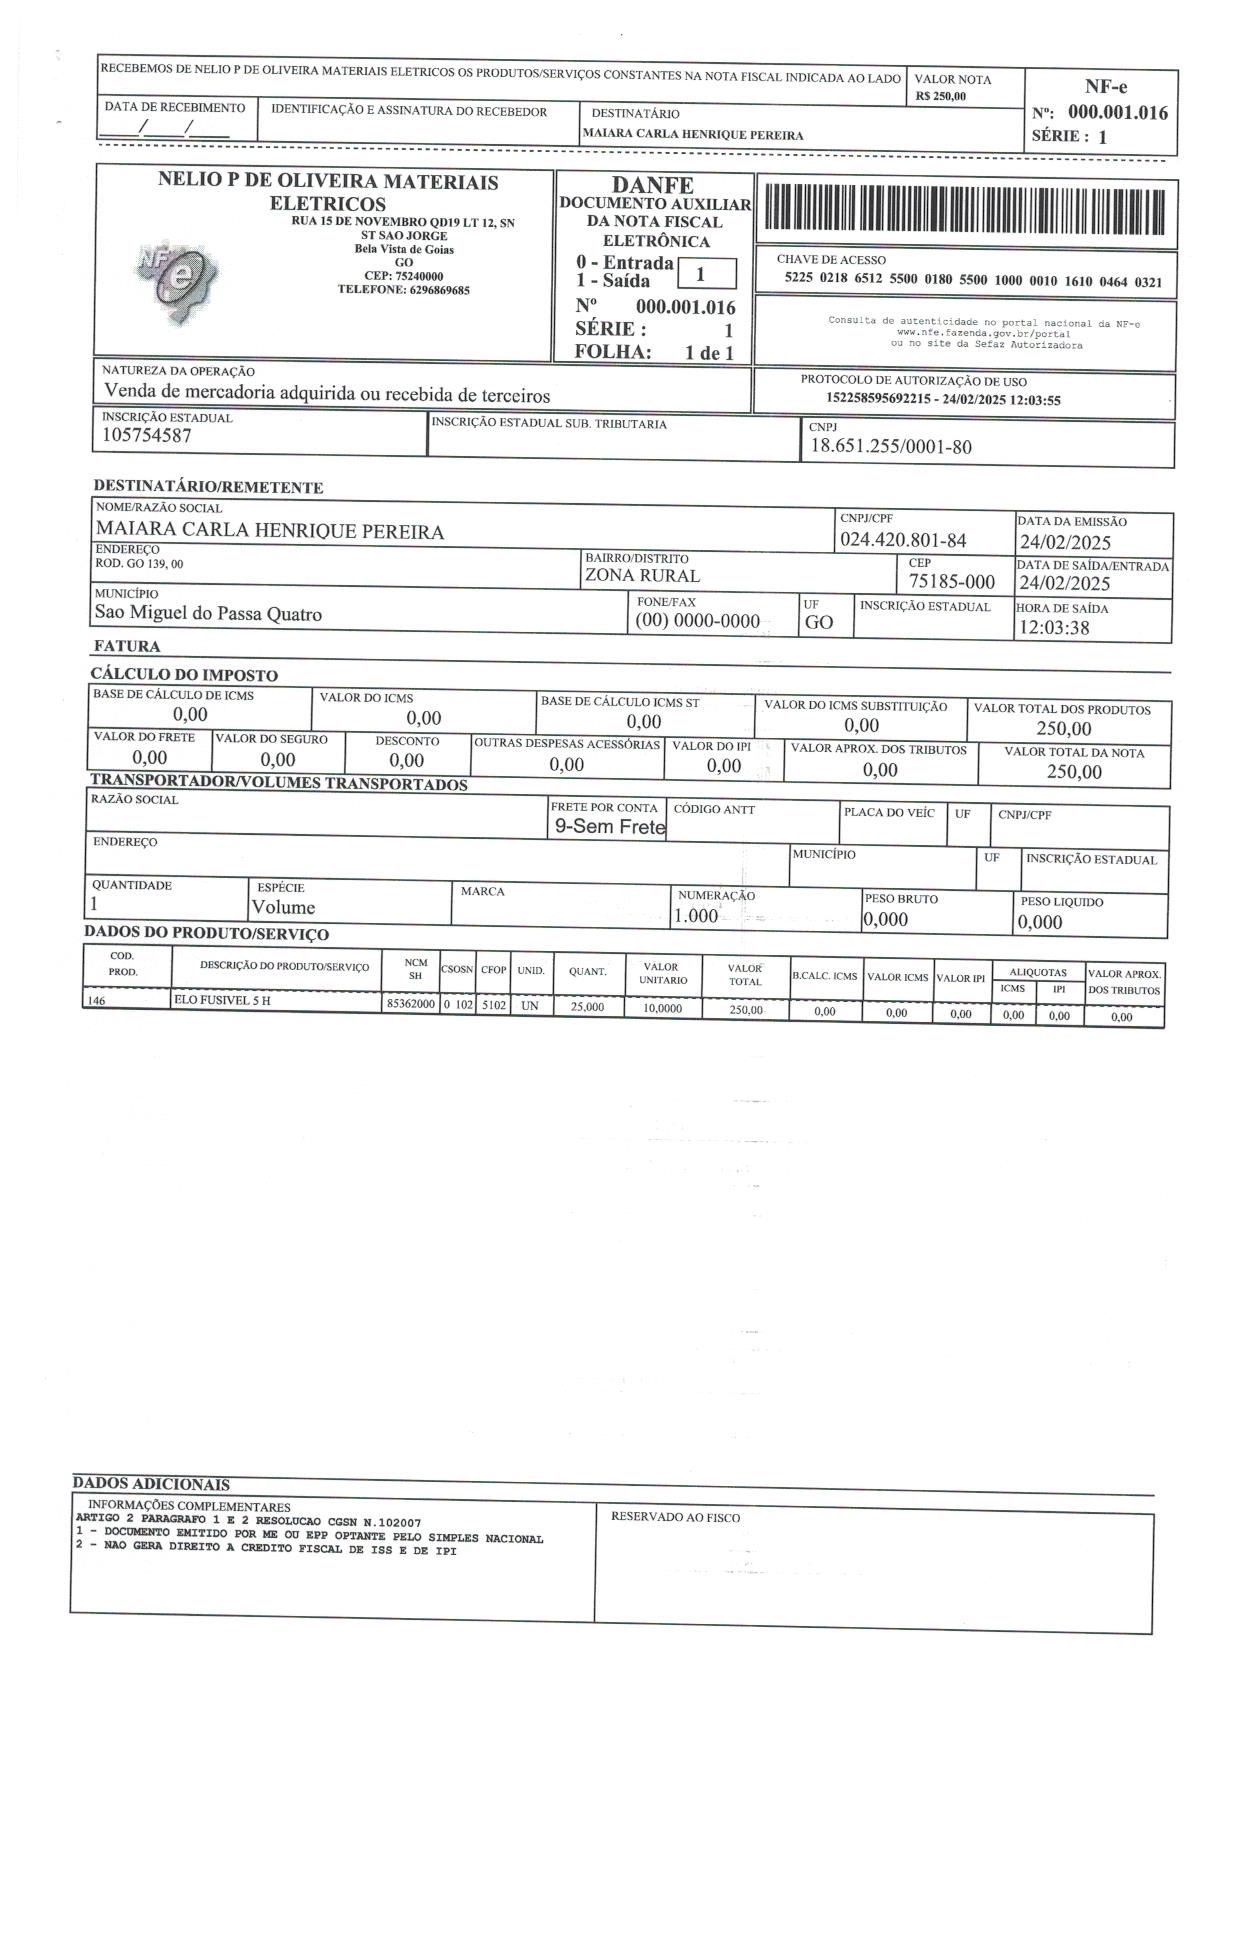 RECEBEMOS DE NELIO P DE OLIVEIRA MATERIAIS ELETRICOS OS PRODUTOS/SERVIÇOS CONSTANTES NA NOTA FISCAL INDICADA AO LADO
VALOR NOTA
R$ 250,00
NF-e
Nº: 000.001.016
SÉRIE : 1
DATA DE RECEBIMENTO
___/___/___
IDENTIFICAÇÃO E ASSINATURA DO RECEBEDOR
DESTINATÁRIO
MAIARA CARLA HENRIQUE PEREIRA
NELIO P DE OLIVEIRA MATERIAIS
ELETRICOS
RUA 15 DE NOVEMBRO QD19 LT 12, SN
ST SAO JORGE
Bela Vista de Goias
GO
CEP: 75240000
TELEFONE: 6296869685
NF e
DANFE
DOCUMENTO AUXILIAR
DA NOTA FISCAL
ELETRÔNICA
0 - Entrada
1 - Saída
1
Nº 000.001.016
SÉRIE : 1
FOLHA: 1 de 1
CHAVE DE ACESSO
5225 0218 6512 5500 0180 5500 1000 0010 1610 0464 0321
Consulta de autenticidade no portal nacional da NF-e
www.nfe.fazenda.gov.br/portal
ou no site da Sefaz Autorizadora
NATUREZA DA OPERAÇÃO
Venda de mercadoria adquirida ou recebida de terceiros
PROTOCOLO DE AUTORIZAÇÃO DE USO
152258595692215 - 24/02/2025 12:03:55
INSCRIÇÃO ESTADUAL
105754587
INSCRIÇÃO ESTADUAL SUB. TRIBUTARIA
CNPJ
18.651.255/0001-80
DESTINATÁRIO/REMETENTE
NOME/RAZÃO SOCIAL
MAIARA CARLA HENRIQUE PEREIRA
CNPJ/CPF
024.420.801-84
DATA DA EMISSÃO
24/02/2025
ENDEREÇO
ROD. GO 139, 00
BAIRRO/DISTRITO
ZONA RURAL
CEP
75185-000
DATA DE SAÍDA/ENTRADA
24/02/2025
MUNICÍPIO
Sao Miguel do Passa Quatro
FONE/FAX
(00) 0000-0000
UF
GO
INSCRIÇÃO ESTADUAL
HORA DE SAÍDA
12:03:38
FATURA
CÁLCULO DO IMPOSTO
BASE DE CÁLCULO DE ICMS
0,00
VALOR DO ICMS
0,00
BASE DE CÁLCULO ICMS ST
0,00
VALOR DO ICMS SUBSTITUIÇÃO
0,00
VALOR TOTAL DOS PRODUTOS
250,00
VALOR DO FRETE
0,00
VALOR DO SEGURO
0,00
DESCONTO
0,00
OUTRAS DESPESAS ACESSÓRIAS
0,00
VALOR DO IPI
0,00
VALOR APROX. DOS TRIBUTOS
0,00
VALOR TOTAL DA NOTA
250,00
TRANSPORTADOR/VOLUMES TRANSPORTADOS
RAZÃO SOCIAL
FRETE POR CONTA
9-Sem Frete
CÓDIGO ANTT
PLACA DO VEÍC
UF
CNPJ/CPF
ENDEREÇO
MUNICÍPIO
UF
INSCRIÇÃO ESTADUAL
QUANTIDADE
1
ESPÉCIE
Volume
MARCA
NUMERAÇÃO
1.000
PESO BRUTO
0,000
PESO LIQUIDO
0,000
DADOS DO PRODUTO/SERVIÇO
COD. PROD. DESCRIÇÃO DO PRODUTO/SERVIÇO NCM SH CSOSN CFOP UNID. QUANT. VALOR UNITARIO VALOR TOTAL B.CALC. ICMS VALOR ICMS VALOR IPI ALIQUOTAS ICMS IPI VALOR APROX. DOS TRIBUTOS
146 ELO FUSIVEL 5 H 85362000 0 102 5102 UN 25,000 10,0000 250,00 0,00 0,00 0,00 0,00 0,00 0,00
DADOS ADICIONAIS
INFORMAÇÕES COMPLEMENTARES
ARTIGO 2 PARAGRAFO 1 E 2 RESOLUCAO CGSN N.102007
1 - DOCUMENTO EMITIDO POR ME OU EPP OPTANTE PELO SIMPLES NACIONAL
2 - NAO GERA DIREITO A CREDITO FISCAL DE ISS E DE IPI
RESERVADO AO FISCO